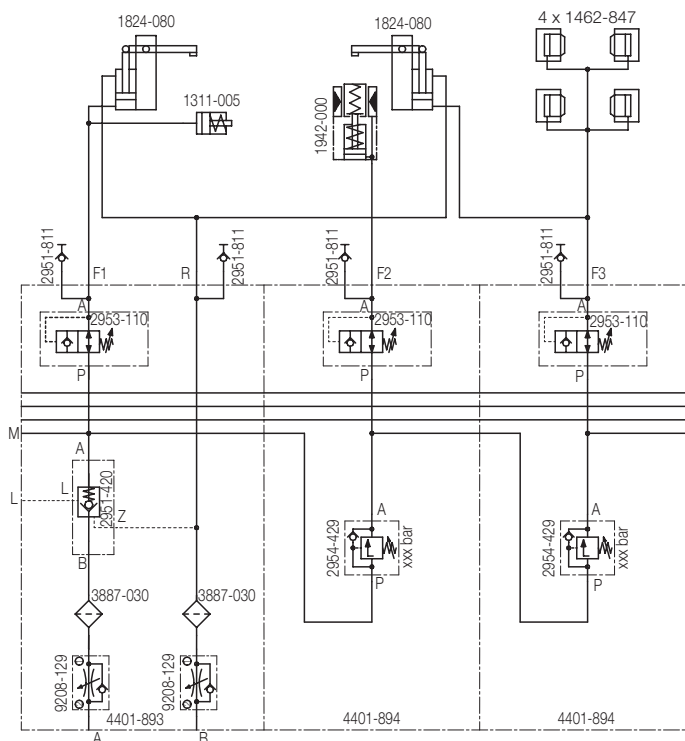 1824-080
1824-080
4 x 1462-847
1311-005
1942-000
2951-811
F1
R
2951-811
2951-811
F2
2951-811
F3
A
A
A
2953-110
2953-110
2953-110
P
P
P
M
A
L
L
2951-420
Z
B
A
2954-429
xxx bar
P
A
2954-429
xxx bar
P
3887-030
3887-030
9208-129
9208-129
4401-893
4401-894
4401-894
A
B